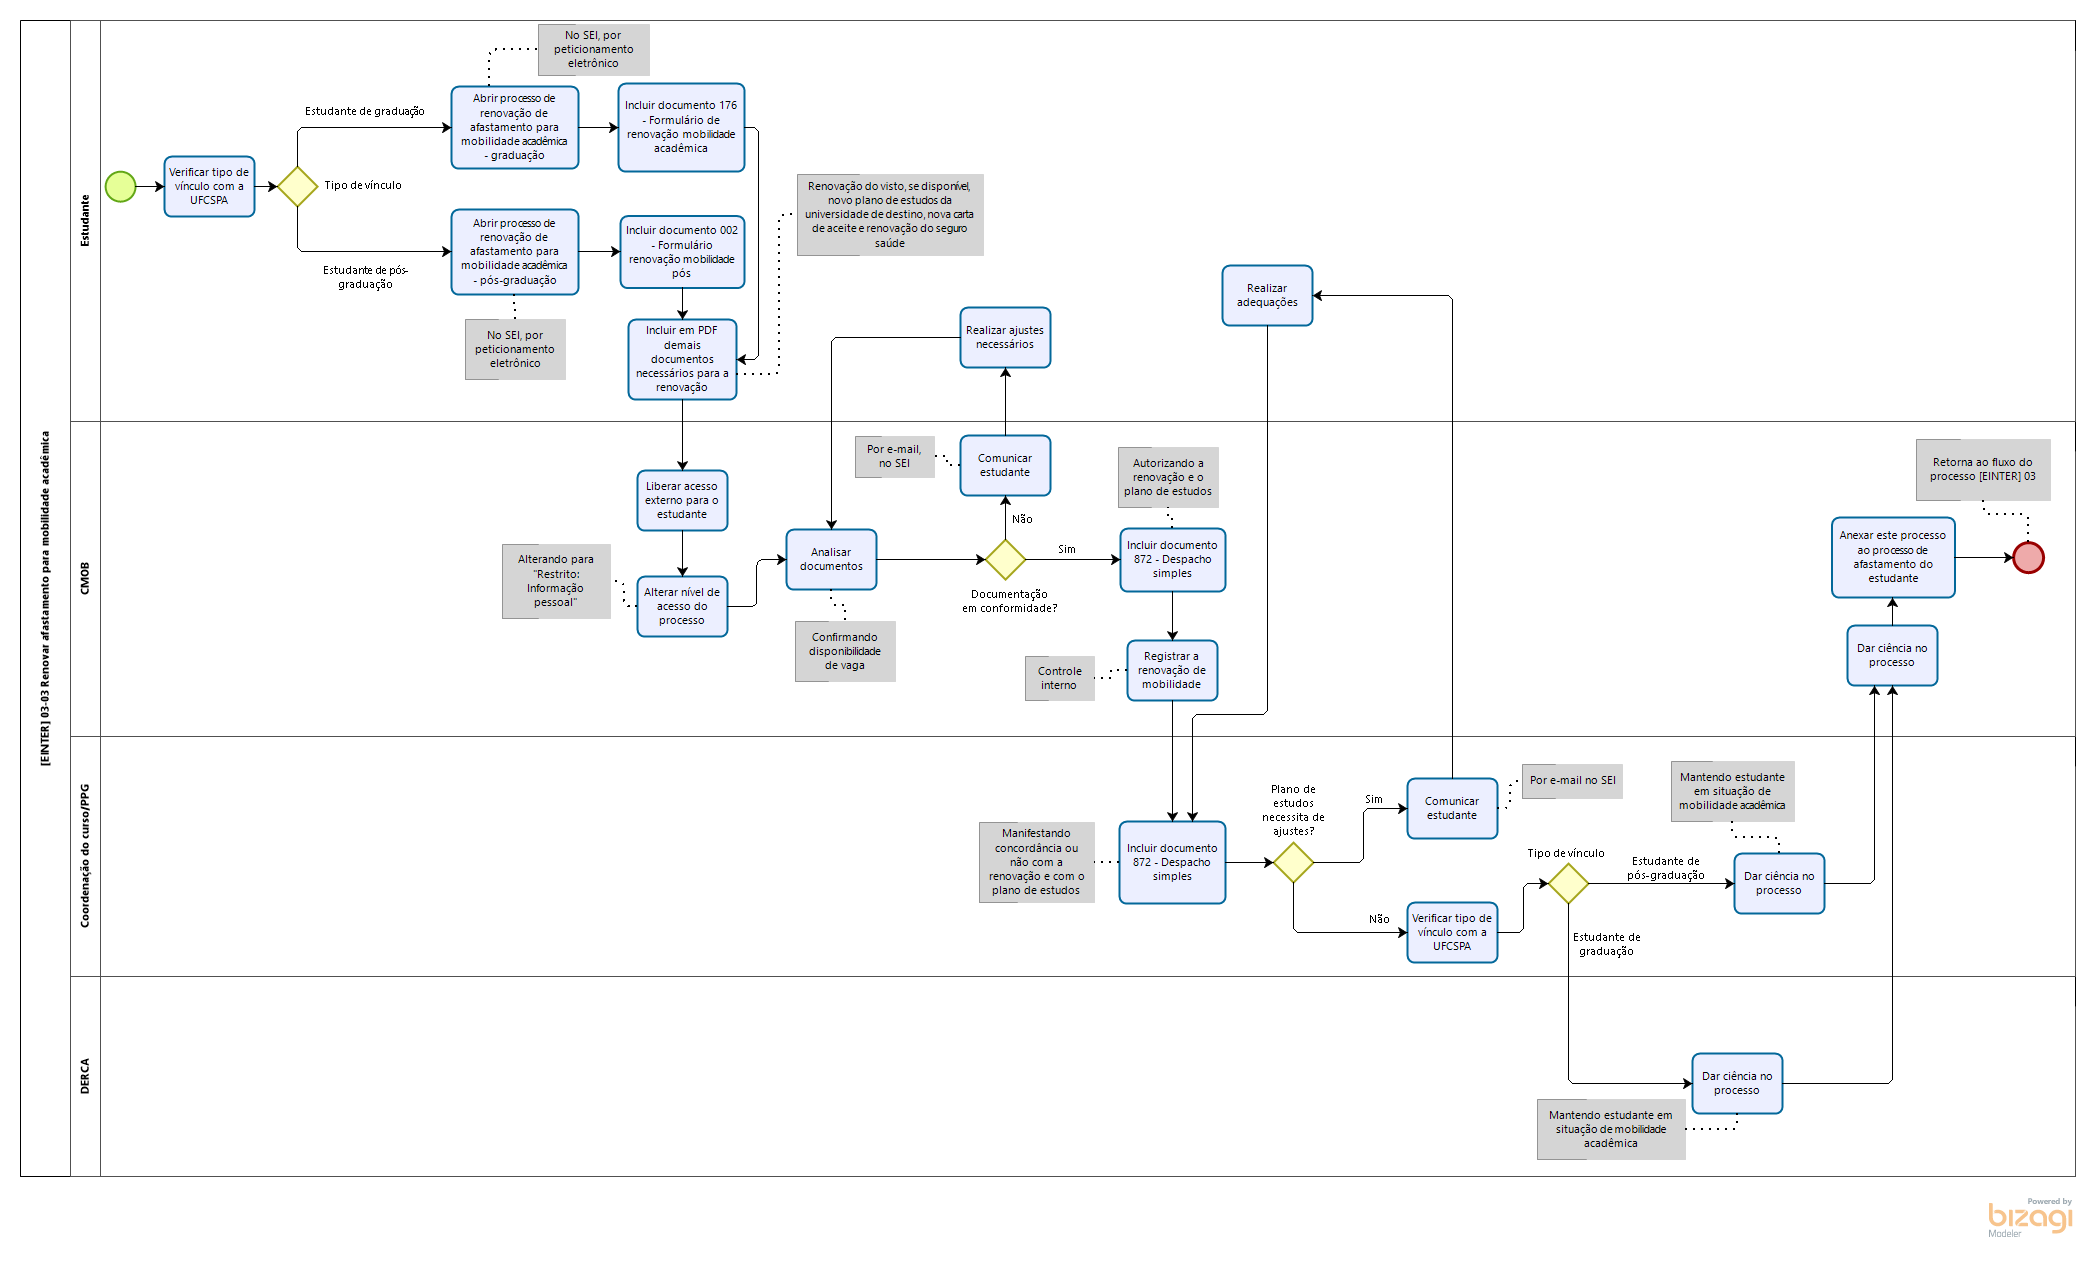 [EINTER] 03-03 Renovar afastamento para mobilidade acadêmica
Estudante
No SEI, por
peticionamento
eletrônico
Verificar tipo de
vínculo com a
UFCSPA
Tipo de vínculo
Estudante de graduação
Abrir processo de
renovação de
afastamento para
mobilidade acadêmica
- graduação
Incluir documento 176
- Formulário de
renovação mobilidade
acadêmica
Estudante de pós-
graduação
Abrir processo de
renovação de
afastamento para
mobilidade acadêmica
- pós-graduação
No SEI, por
peticionamento
eletrônico
Incluir documento 002
- Formulário
renovação mobilidade
pós
Renovação do visto, se disponível,
novo plano de estudos da
universidade de destino, nova carta
de aceite e renovação do seguro
saúde
Incluir em PDF
demais
documentos
necessários para a
renovação
Realizar ajustes
necessários
Realizar
adequações
CMOB
Liberar acesso
externo para o
estudante
Alterando para
"Restrito:
Informação
pessoal"
Alterar nível de
acesso do
processo
Analisar
documentos
Confirmando
disponibilidade
de vaga
Por e-mail,
no SEI
Comunicar
estudante
Não
Documentação
em conformidade?
Sim
Autorizando a
renovação e o
plano de estudos
Incluir documento
872 - Despacho
simples
Controle
interno
Registrar a
renovação de
mobilidade
Retorna ao fluxo do
processo [EINTER] 03
Anexar este processo
ao processo de
afastamento do
estudante
Dar ciência no
processo
Coordenação do curso/PPG
Manifestando
concordância ou
não com a
renovação e com o
plano de estudos
Incluir documento
872 - Despacho
simples
Plano de
estudos
necessita de
ajustes?
Sim
Comunicar
estudante
Por e-mail no SEI
Não
Verificar tipo de
vínculo com a
UFCSPA
Tipo de vínculo
Estudante de
pós-graduação
Mantendo estudante
em situação de
mobilidade acadêmica
Dar ciência no
processo
Estudante de
graduação
DERCA
Dar ciência no
processo
Mantendo estudante em
situação de mobilidade
acadêmica
Powered by
bizagi
Modeler